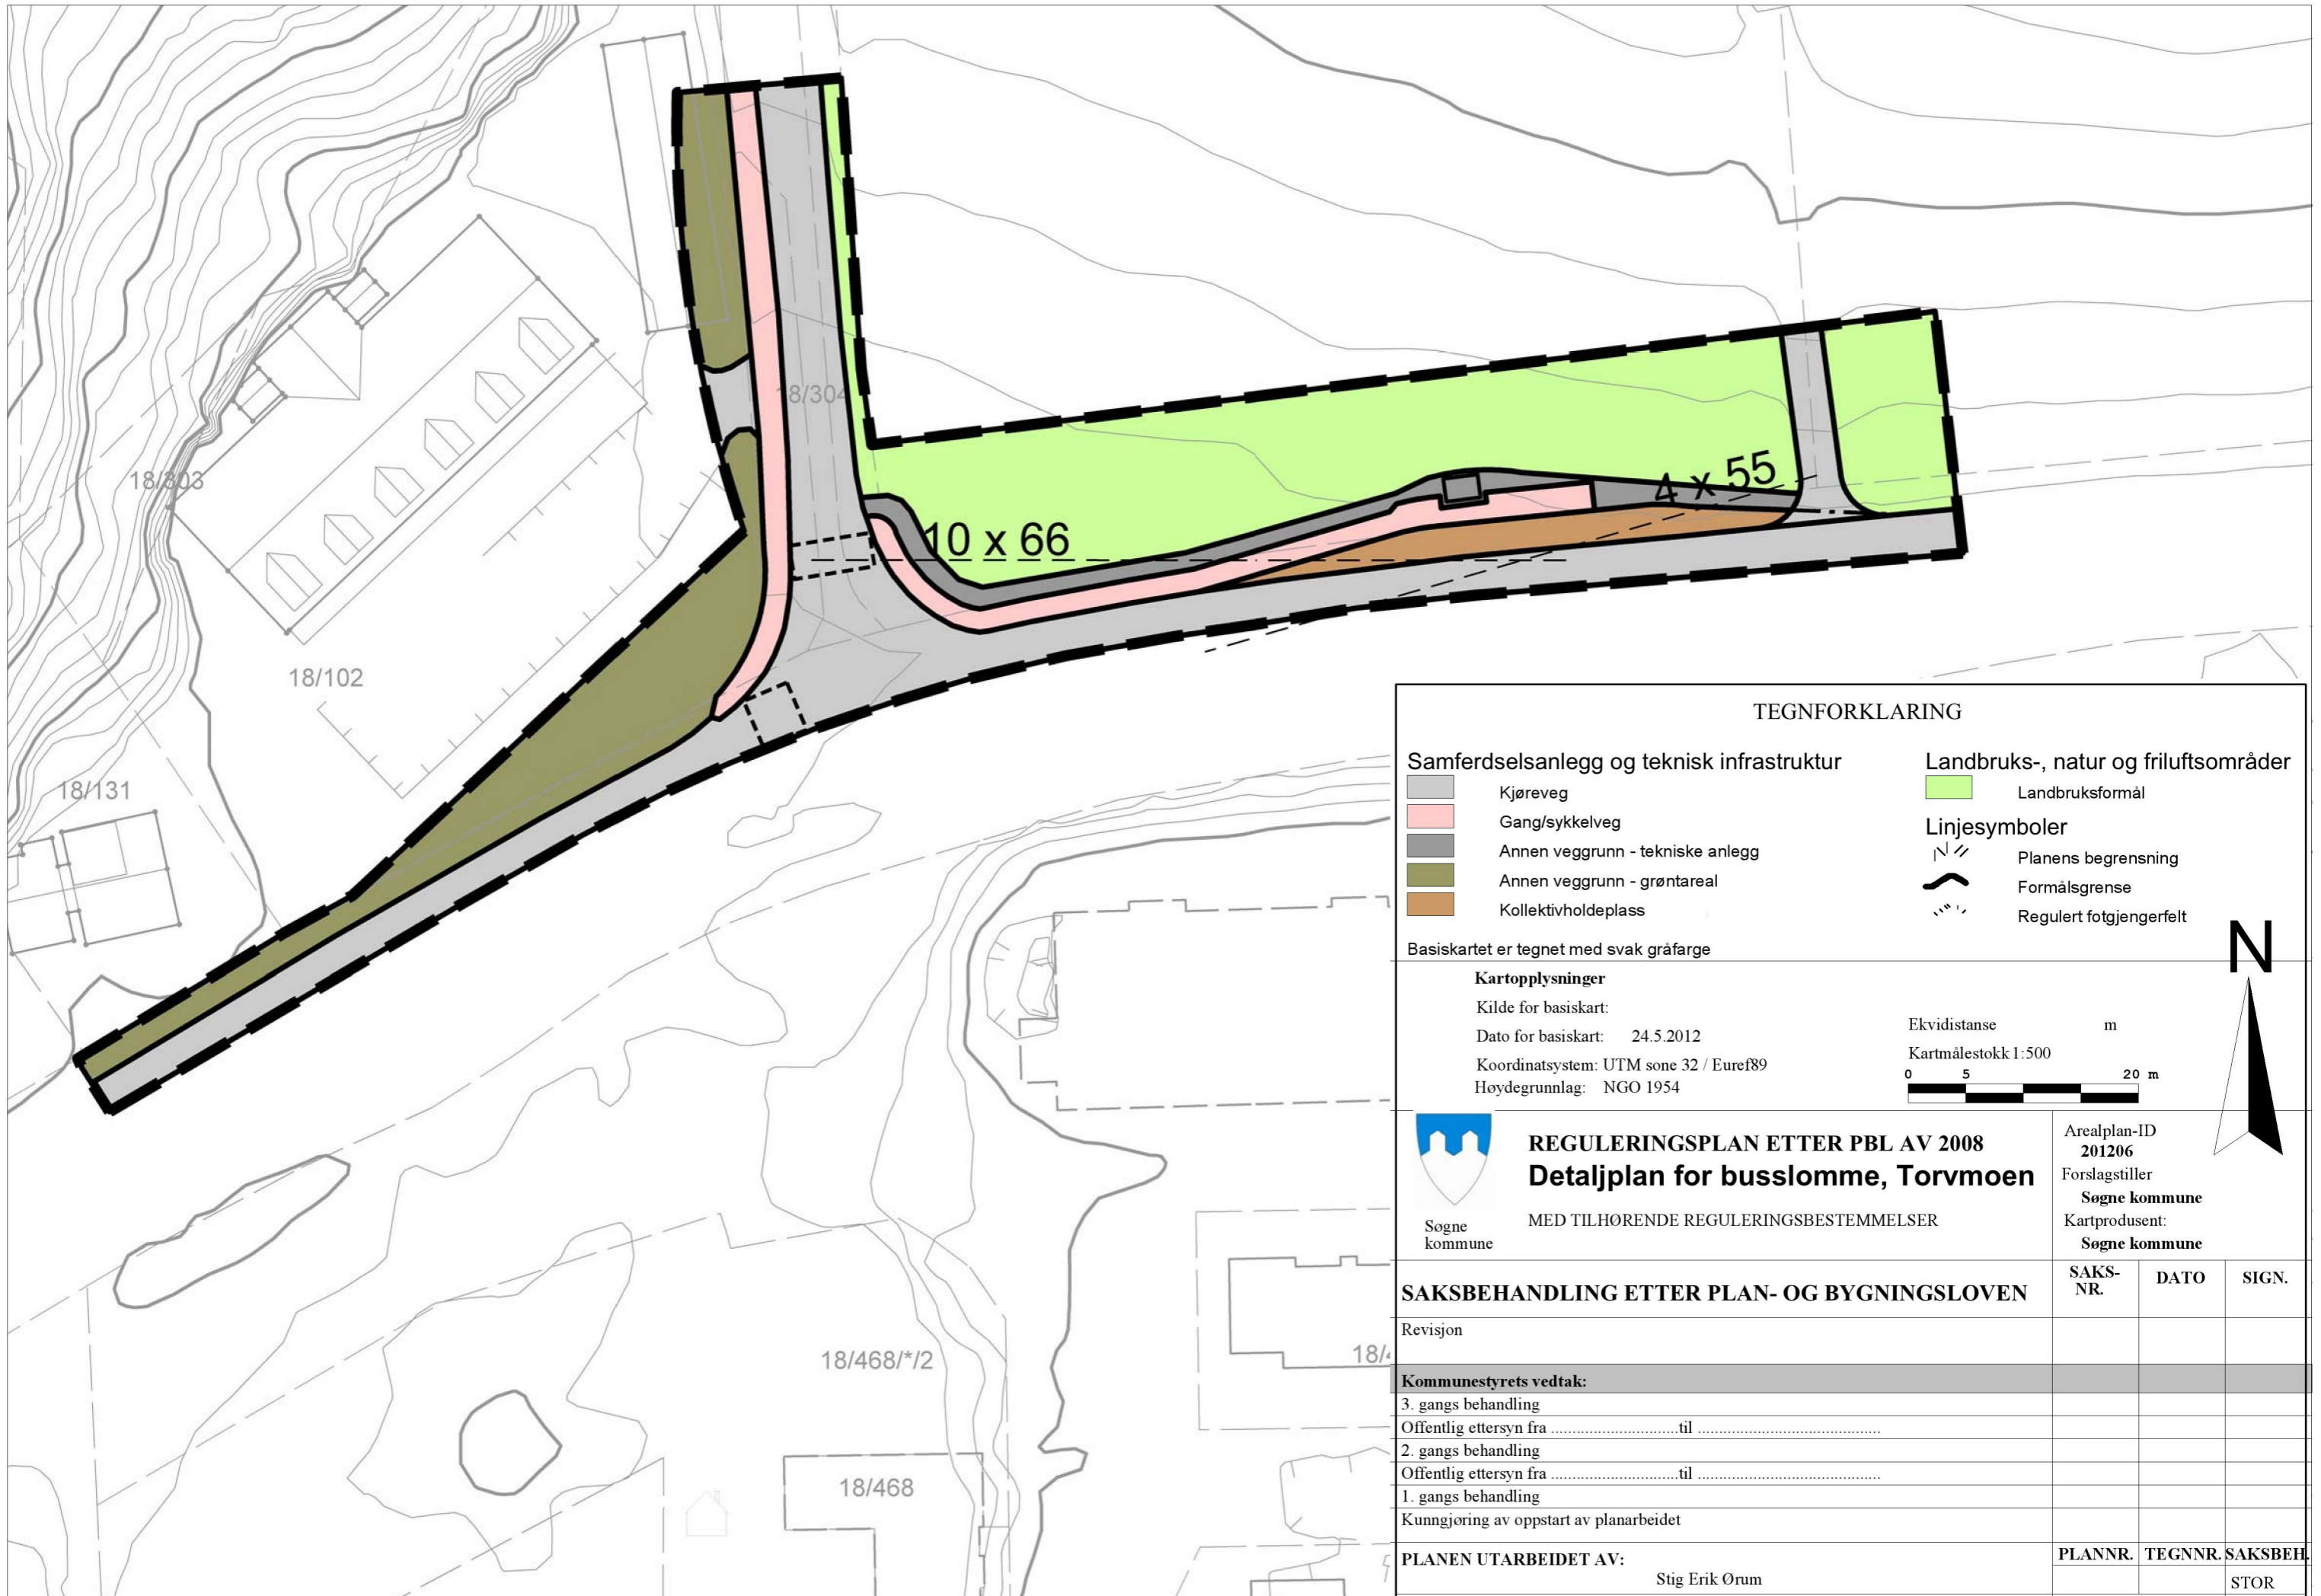 18/304
18/303
4 x 55
10 x 66
18/102
18/131
18/468/*/2
18/468
TEGNFORKLARING
Samferdselsanlegg og teknisk infrastruktur
Kjøreveg
Gang/sykkelveg
Annen veggrunn - tekniske anlegg
Annen veggrunn - grøntareal
Kollektivholdeplass
Landbruks-, natur og friluftsområder
Landbruksformål
Linjesymboler
Planens begrensning
Formålsgrense
Regulert fotgjengerfelt
Basiskartet er tegnet med svak gråfarge
N
Kartopplysninger
Kilde for basiskart:
Dato for basiskart: 24.5.2012
Koordinatsystem: UTM sone 32 / Euref89
Høydegrunnlag: NGO 1954
Ekvidistanse m
Kartmålestokk 1:500
0 5 20 m
Søgne
kommune
REGULERINGSPLAN ETTER PBL AV 2008
Detaljplan for busslomme, Torvmoen
MED TILHØRENDE REGULERINGSBESTEMMELSER
Arealplan-ID
201206
Forslagstiller
Søgne kommune
Kartprodusent:
Søgne kommune
SAKSBEHANDLING ETTER PLAN- OG BYGNINGSLOVEN
SAKS-
NR.
DATO
SIGN.
Revisjon
Kommunestyrets vedtak:
3. gangs behandling
Offentlig ettersyn fra ..............................til ...........................................
2. gangs behandling
Offentlig ettersyn fra ..............................til ...........................................
1. gangs behandling
Kunngjøring av oppstart av planarbeidet
PLANEN UTARBEIDET AV:
Stig Erik Ørum
PLANNR. TEGNNR. SAKSBEH.
STOR